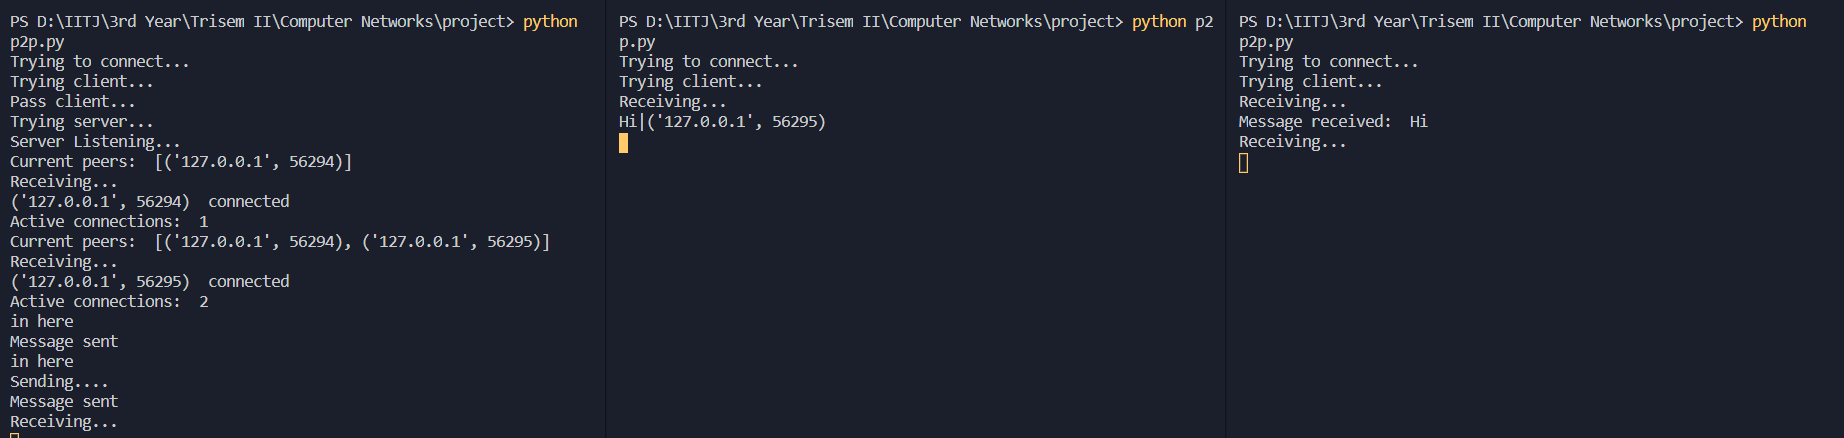 PS D:\IITJ\3rd Year\Trisem II\Computer Networks\project> python
p2p.py
Trying to connect...
Trying client...
Pass client...
Trying server...
Server Listening...
Current peers:  [('127.0.0.1', 56294)]
Receiving...
('127.0.0.1', 56294)  connected
Active connections:  1
Current peers:  [('127.0.0.1', 56294), ('127.0.0.1', 56295)]
Receiving...
('127.0.0.1', 56295)  connected
Active connections:  2
in here
Message sent
in here
Sending....
Message sent
Receiving...
PS D:\IITJ\3rd Year\Trisem II\Computer Networks\project> python p2
p.py
Trying to connect...
Trying client...
Receiving...
Hi|('127.0.0.1', 56295)
PS D:\IITJ\3rd Year\Trisem II\Computer Networks\project> python
p2p.py
Trying to connect...
Trying client...
Receiving...
Message received:  Hi
Receiving...